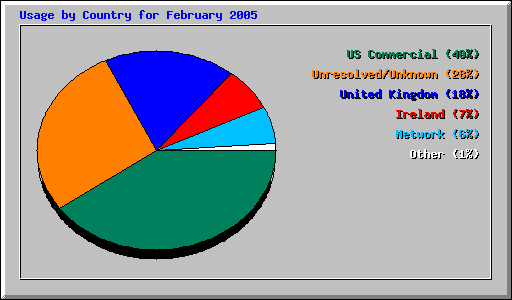 Usage by Country for February 2005
US Commercial (40%)
Unresolved/Unknown (28%)
United Kingdom (18%)
Ireland (7%)
Network (6%)
Other (1%)